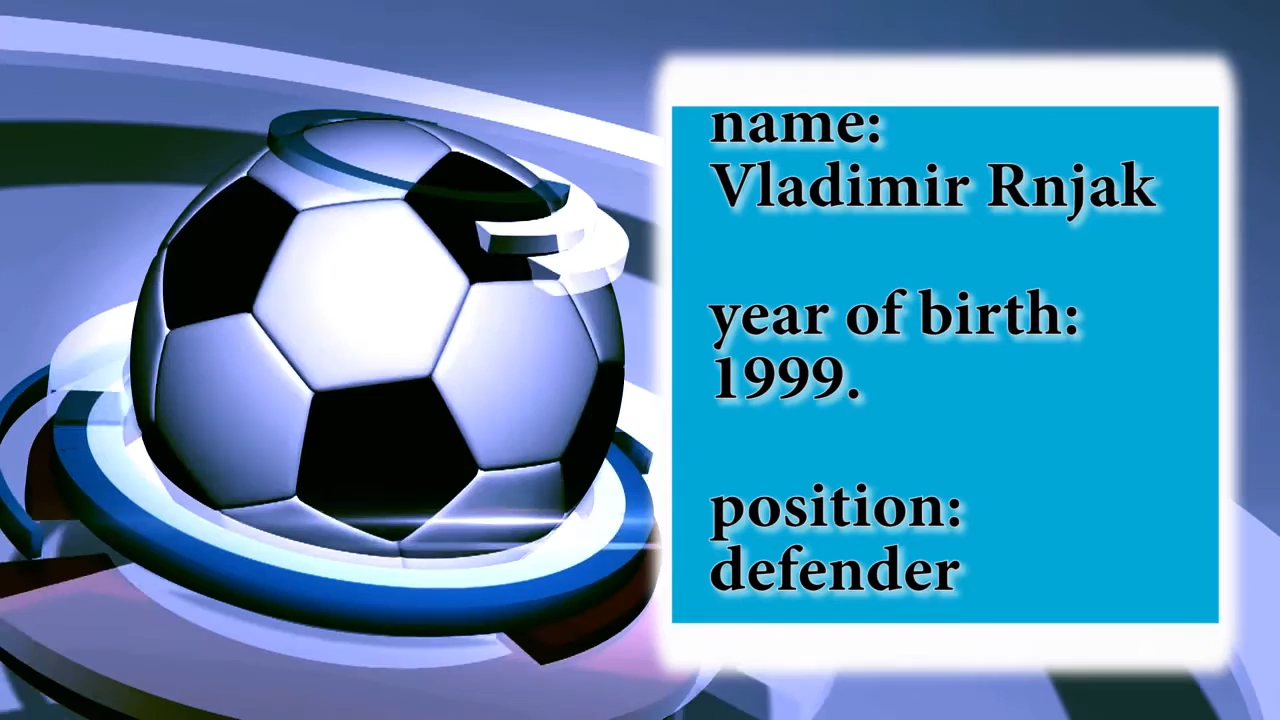 name:
Vladimir Rnjak
year of birth:
1999.
position:
defender